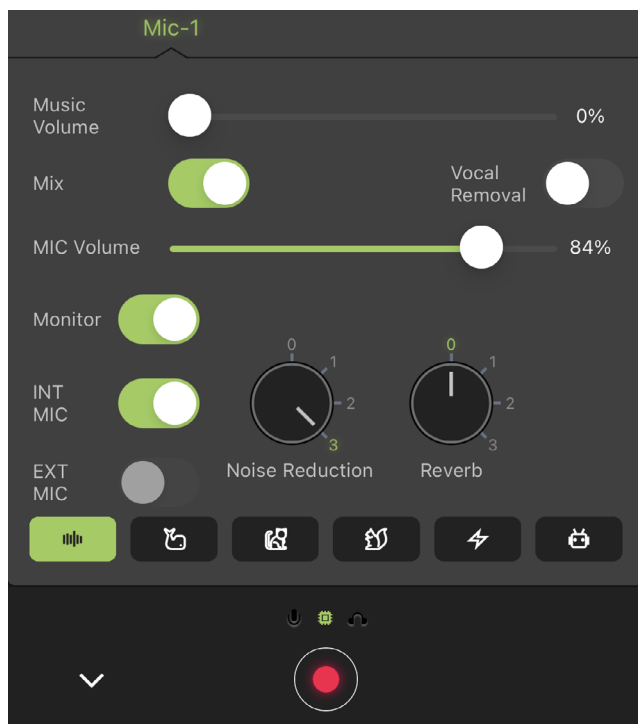 Mic-1
Music
Volume
0%
Mix
Vocal
Removal
MIC Volume
84%
Monitor
0
1
2
3
0
1
2
3
INT
MIC
Noise Reduction
Reverb
EXT
MIC